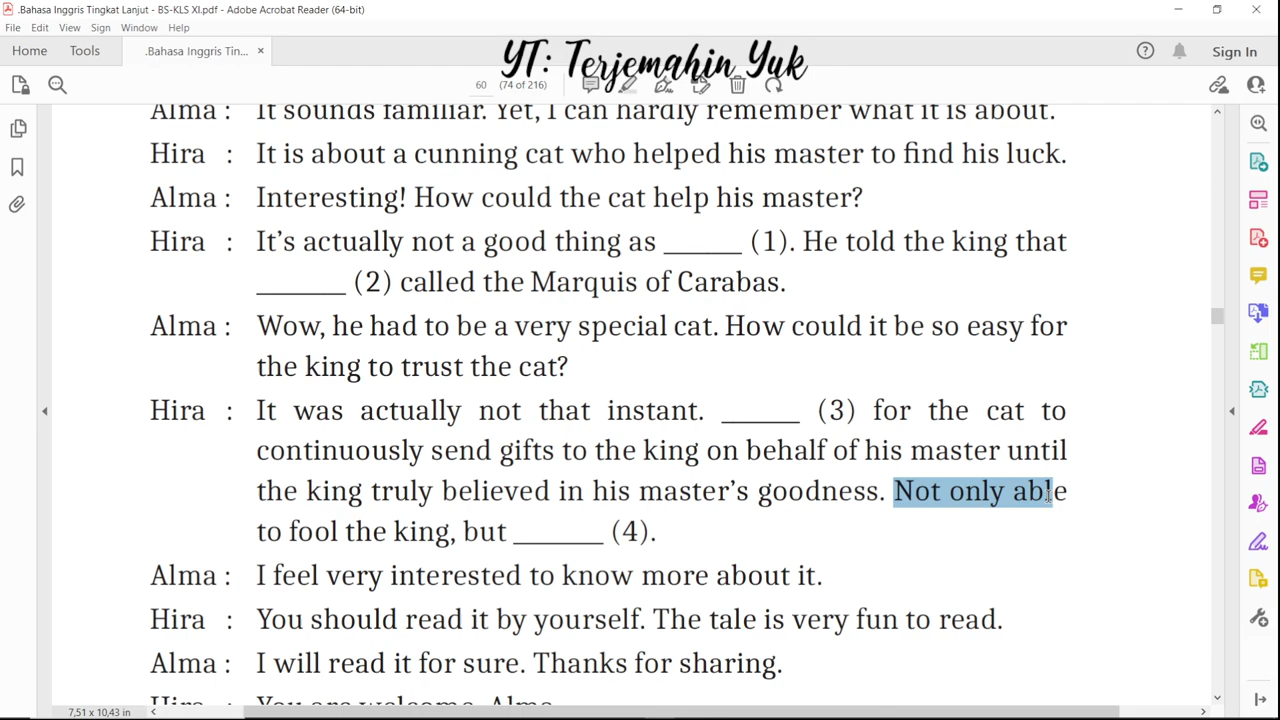 .Bahasa Inggris Tingkat Lanjut - BS-KLS XI.pdf - Adobe Acrobat Reader (64-bit)
File Edit View Sign Window Help
Home Tools .Bahasa Inggris Tin... × Sign In
YT: Terjemahin Yuk
60 (74 of 216)
Alma : It sounds familiar. Yet, I can hardly remember what it is about.
Hira : It is about a cunning cat who helped his master to find his luck.
Alma : Interesting! How could the cat help his master?
Hira : It’s actually not a good thing as ______ (1). He told the king that
_______ (2) called the Marquis of Carabas.
Alma : Wow, he had to be a very special cat. How could it be so easy for
the king to trust the cat?
Hira : It was actually not that instant. ______ (3) for the cat to
continuously send gifts to the king on behalf of his master until
the king truly believed in his master’s goodness. Not only able
to fool the king, but _______ (4).
Alma : I feel very interested to know more about it.
Hira : You should read it by yourself. The tale is very fun to read.
Alma : I will read it for sure. Thanks for sharing.
Hira : You are welcome, Alma.
7,51 x 10,43 in